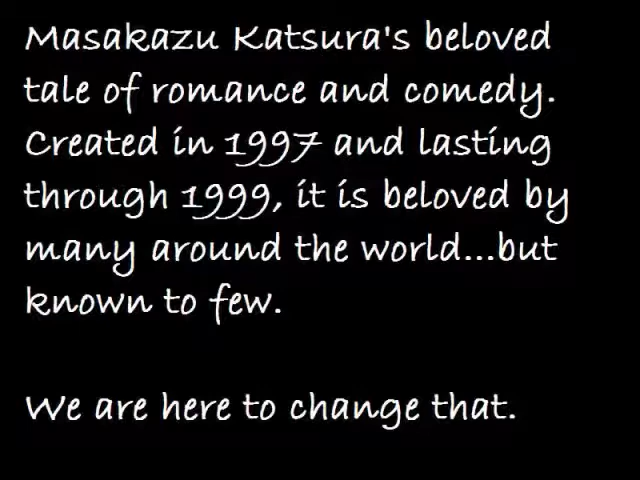 Masakazu Katsura's beloved
tale of romance and comedy.
Created in 1997 and lasting
through 1999, it is beloved by
many around the world...but
known to few.
We are here to change that.